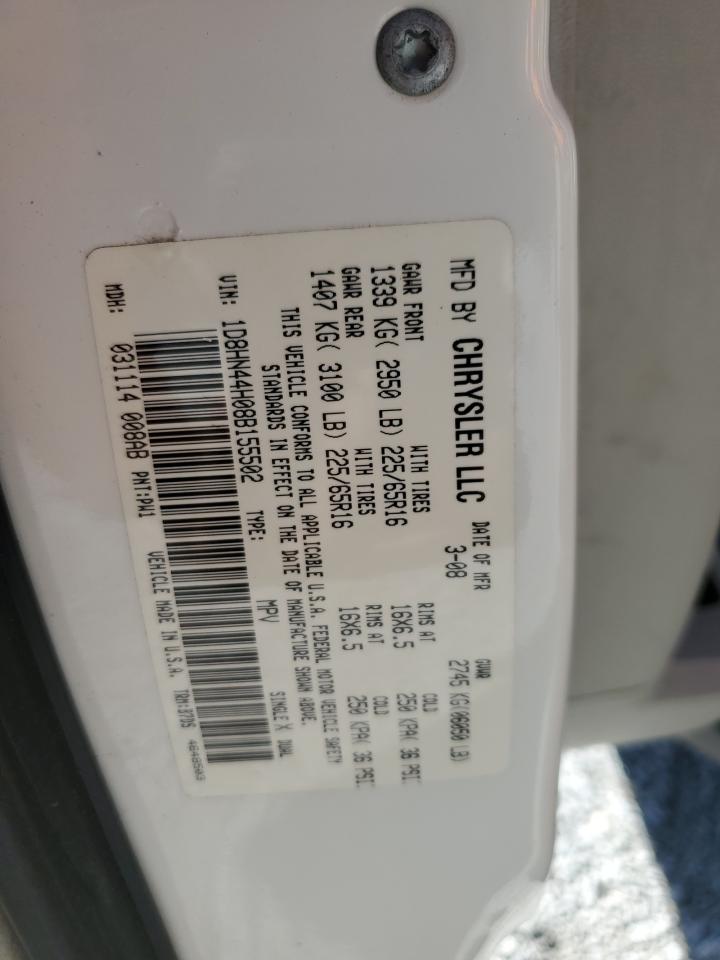 MFD BY CHRYSLER LLC DATE OF MFR 3-08 GVWR 2745 KG(06050 LB)
GAWR FRONT WITH TIRES RIMS AT COLD
1339 KG( 2950 LB) 225/65R16 16X6.5 250 KPA( 36 PSI)
GAWR REAR WITH TIRES RIMS AT COLD
1407 KG( 3100 LB) 225/65R16 16X6.5 250 KPA( 36 PSI)
THIS VEHICLE CONFORMS TO ALL APPLICABLE U.S.A. FEDERAL MOTOR VEHICLE SAFETY
STANDARDS IN EFFECT ON THE DATE OF MANUFACTURE SHOWN ABOVE.
VIN: 1D8HN44H08B155502 TYPE: MPV SINGLE X DUAL
MDH: 031114 008AB PNT:PW1 VEHICLE MADE IN U.S.A. TRM:B7D5 4648503